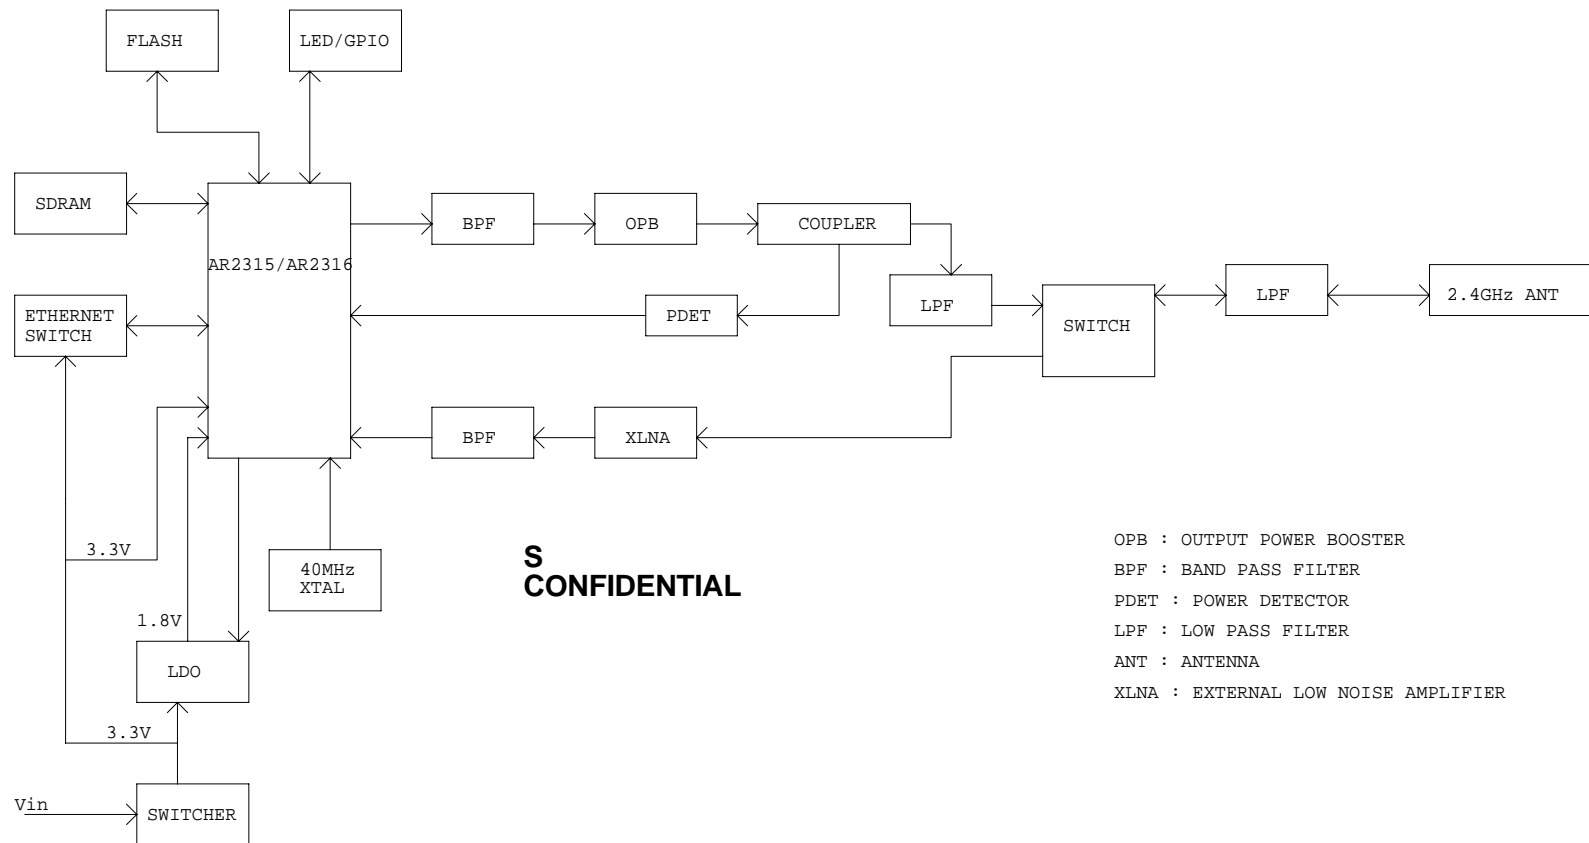 FLASH
LED/GPIO
SDRAM
BPF
OPB
COUPLER
AR2315/AR2316
LPF
2.4GHz ANT
ETHERNET
SWITCH
PDET
LPF
SWITCH
BPF
XLNA
3.3V
40MHz
XTAL
S
CONFIDENTIAL
1.8V
LDO
3.3V
Vin
SWITCHER
OPB : OUTPUT POWER BOOSTER
BPF : BAND PASS FILTER
PDET : POWER DETECTOR
LPF : LOW PASS FILTER
ANT : ANTENNA
XLNA : EXTERNAL LOW NOISE AMPLIFIER